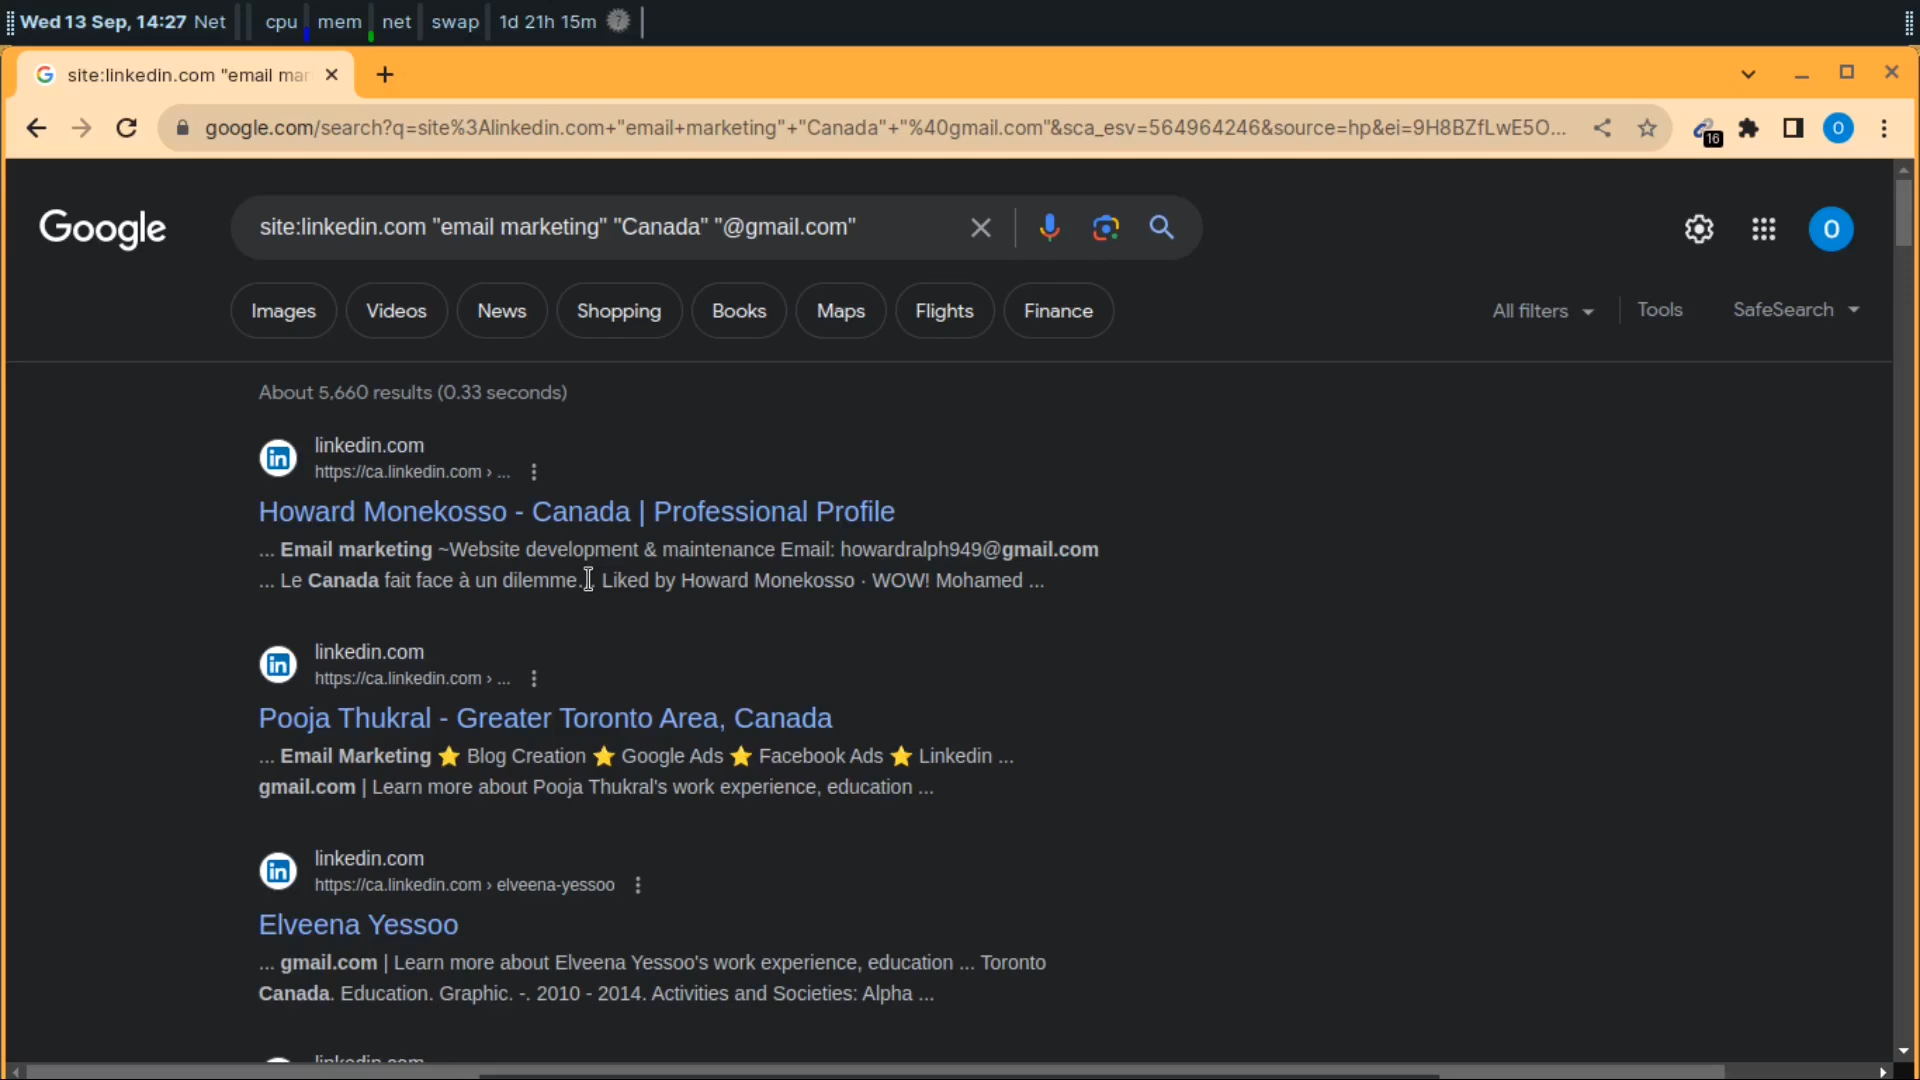 Wed 13 Sep, 14:27 Net cpu mem net swap 1d 21h 15m
site:linkedin.com "email mar
google.com/search?q=site%3Alinkedin.com+"email+marketing"+"Canada"+"%40gmail.com"&sca_esv=564964246&source=hp&ei=9H8BZfLwE5O... 16 O
Google site:linkedin.com "email marketing" "Canada" "@gmail.com" O
Images Videos News Shopping Books Maps Flights Finance All filters Tools SafeSearch
About 5,660 results (0.33 seconds)
linkedin.com
https://ca.linkedin.com › ...
Howard Monekosso - Canada | Professional Profile
... Email marketing ~Website development & maintenance Email: howardralph949@gmail.com
... Le Canada fait face à un dilemme... Liked by Howard Monekosso · WOW! Mohamed ...
linkedin.com
https://ca.linkedin.com › ...
Pooja Thukral - Greater Toronto Area, Canada
... Email Marketing ⭐ Blog Creation ⭐ Google Ads ⭐ Facebook Ads ⭐ Linkedin ...
gmail.com | Learn more about Pooja Thukral's work experience, education ...
linkedin.com
https://ca.linkedin.com › elveena-yessoo
Elveena Yessoo
... gmail.com | Learn more about Elveena Yessoo's work experience, education ... Toronto
Canada. Education. Graphic. -. 2010 - 2014. Activities and Societies: Alpha ...
linkedin.com